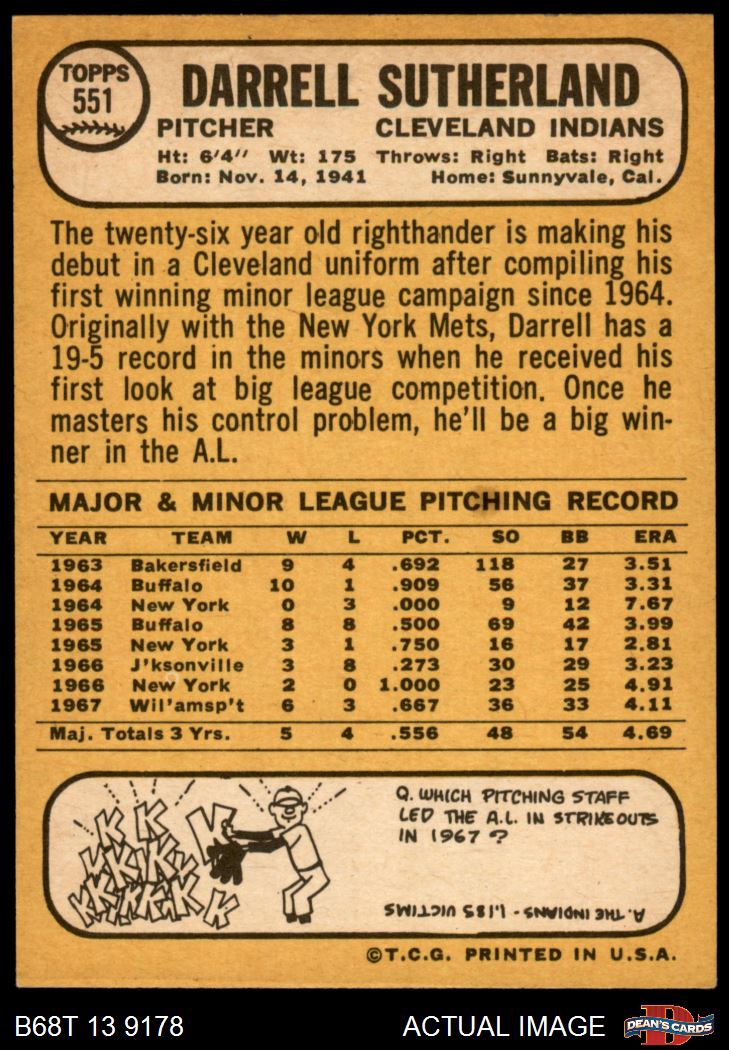 TOPPS
551
DARRELL SUTHERLAND
PITCHER CLEVELAND INDIANS
Ht: 6'4" Wt: 175 Throws: Right Bats: Right
Born: Nov. 14, 1941 Home: Sunnyvale, Cal.
The twenty-six year old righthander is making his
debut in a Cleveland uniform after compiling his
first winning minor league campaign since 1964.
Originally with the New York Mets, Darrell has a
19-5 record in the minors when he received his
first look at big league competition. Once he
masters his control problem, he'll be a big win-
ner in the A.L.
MAJOR & MINOR LEAGUE PITCHING RECORD
YEAR TEAM W L PCT. SO BB ERA
1963 Bakersfield 9 4 .692 118 27 3.51
1964 Buffalo 10 1 .909 56 37 3.31
1964 New York 0 3 .000 9 12 7.67
1965 Buffalo 8 8 .500 69 42 3.99
1965 New York 3 1 .750 16 17 2.81
1966 J'ksonville 3 8 .273 30 29 3.23
1966 New York 2 0 1.000 23 25 4.91
1967 Wil'amsp't 6 3 .667 36 33 4.11
Maj. Totals 3 Yrs. 5 4 .556 48 54 4.69
K K K
K K K K K
K K K K K K K
Q. WHICH PITCHING STAFF
LED THE A.L. IN STRIKEOUTS
IN 1967 ?
A. THE INDIANS - 1,185 VICTIMS
©T.C.G. PRINTED IN U.S.A.
B68T 13 9178 ACTUAL IMAGE
DEAN'S CARDS